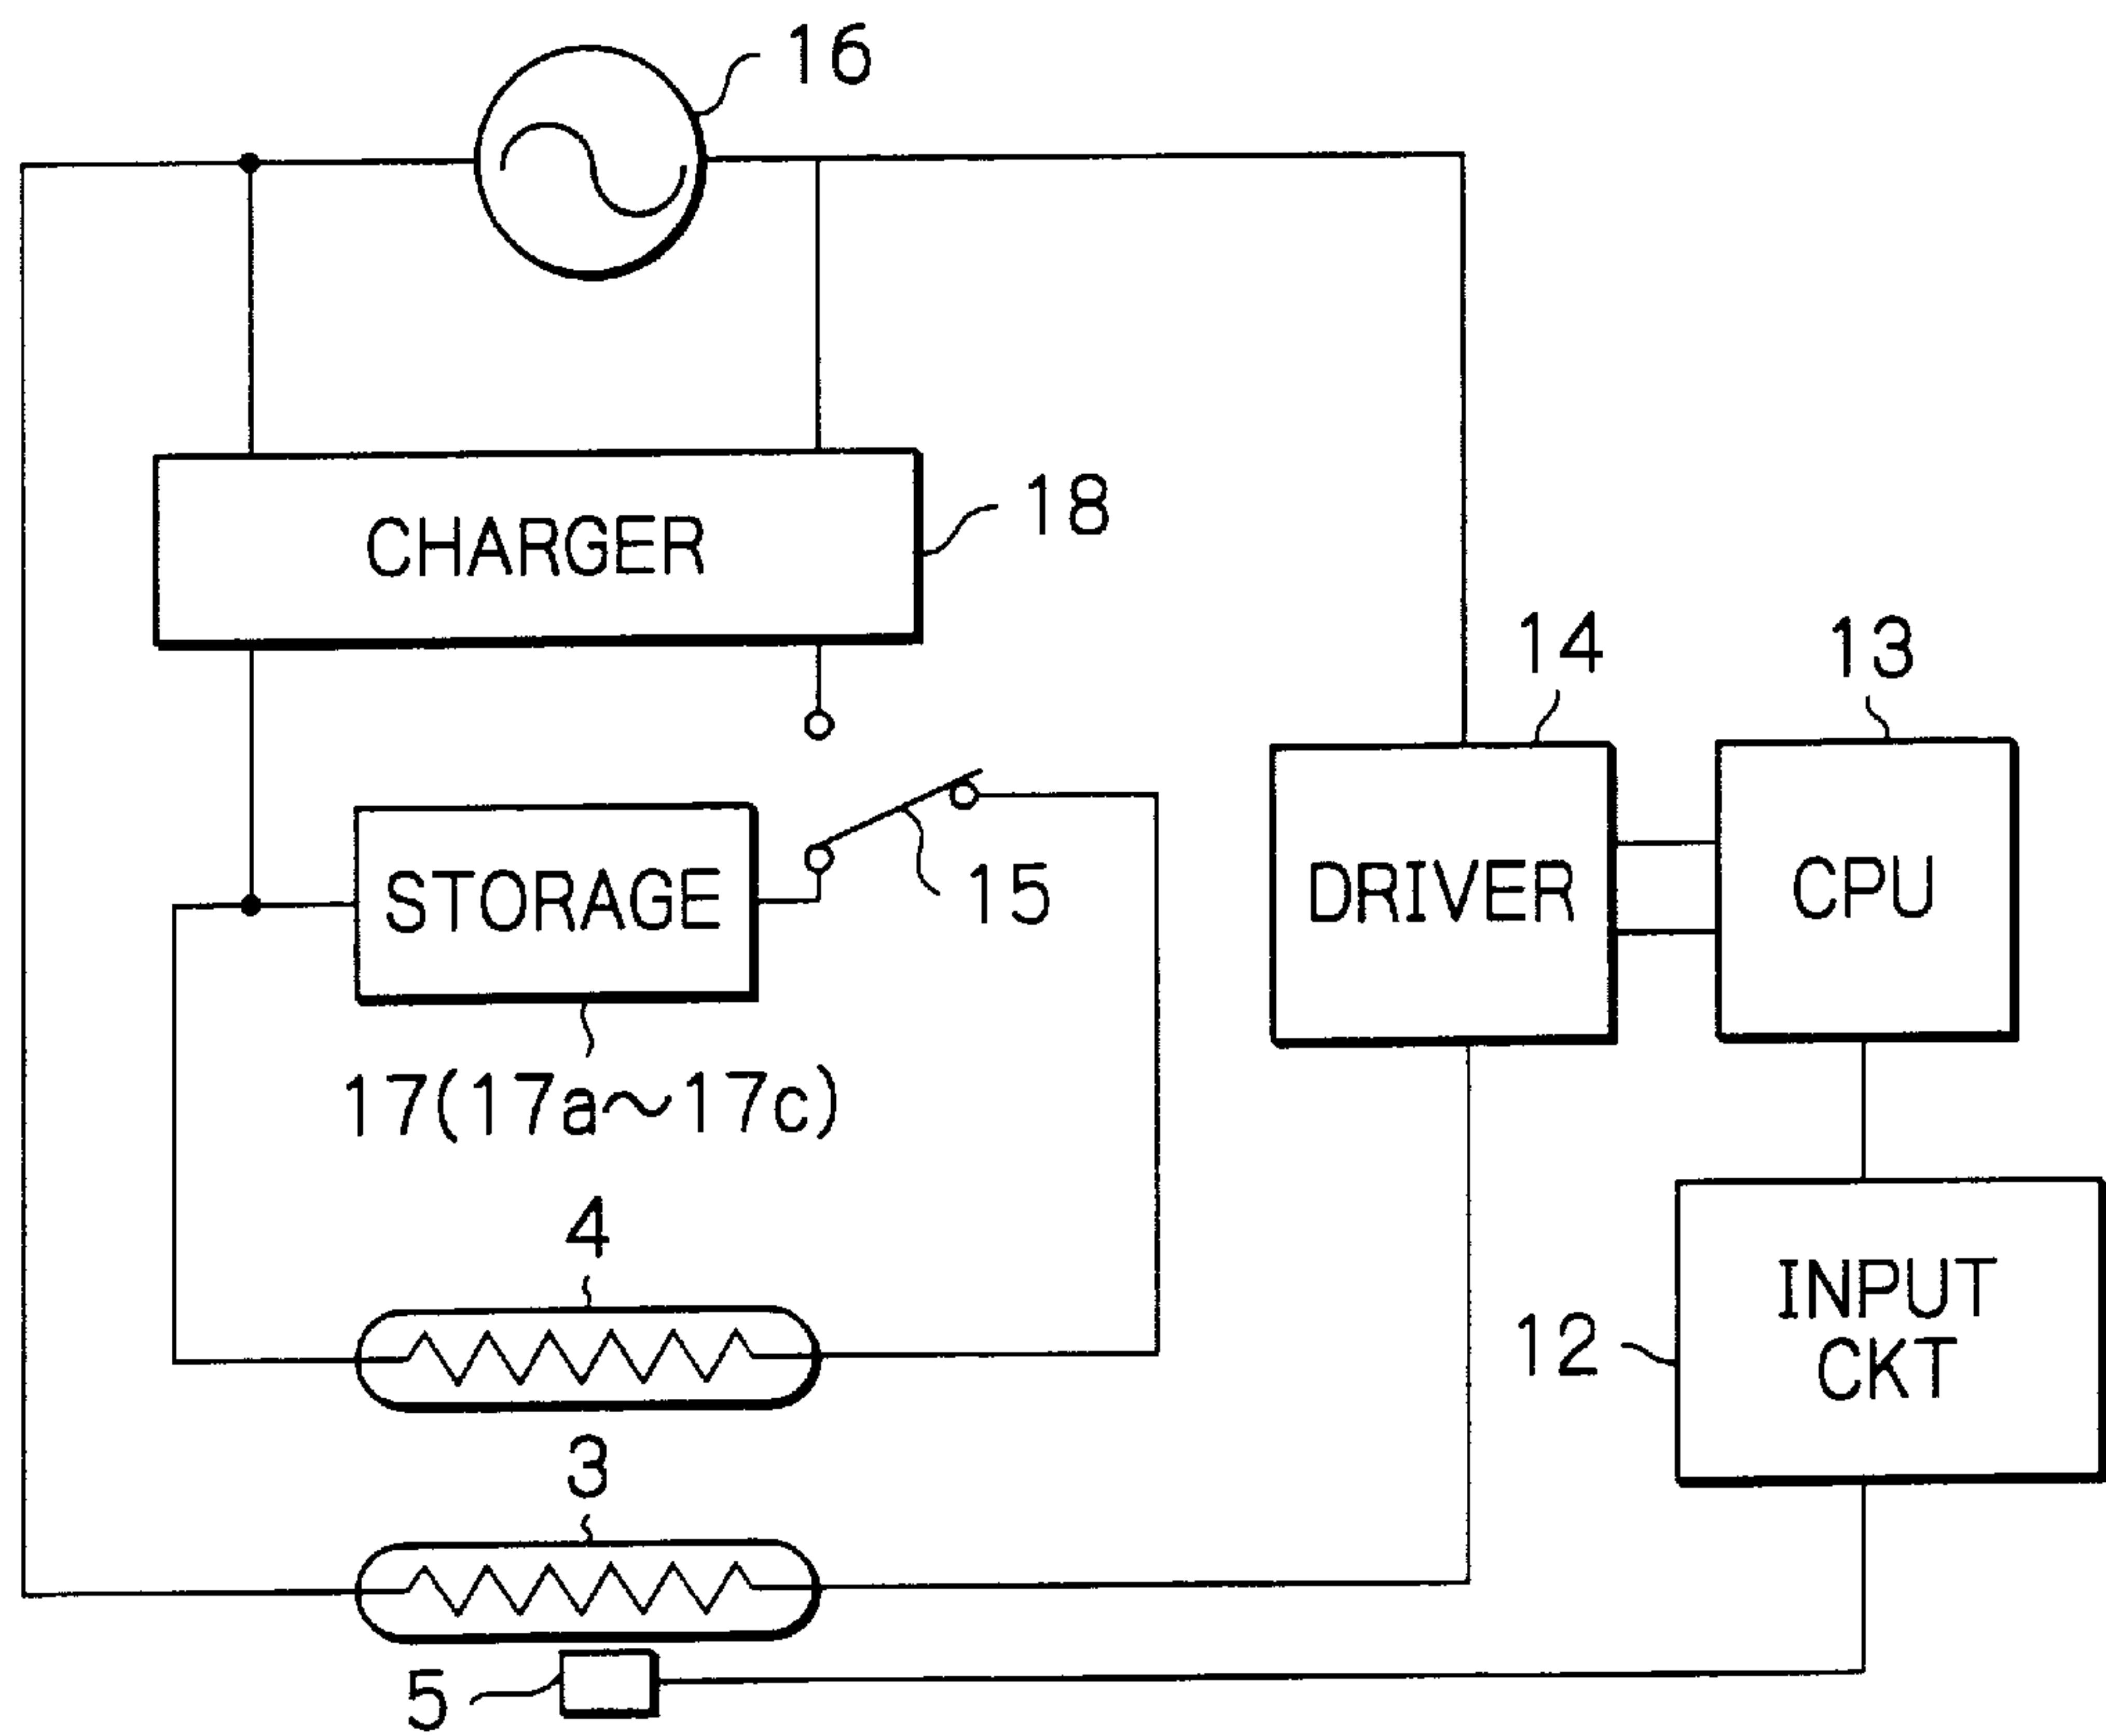 16
CHARGER
18
14
13
STORAGE
15
DRIVER
CPU
17(17a～17c)
4
12
INPUT
CKT
3
5